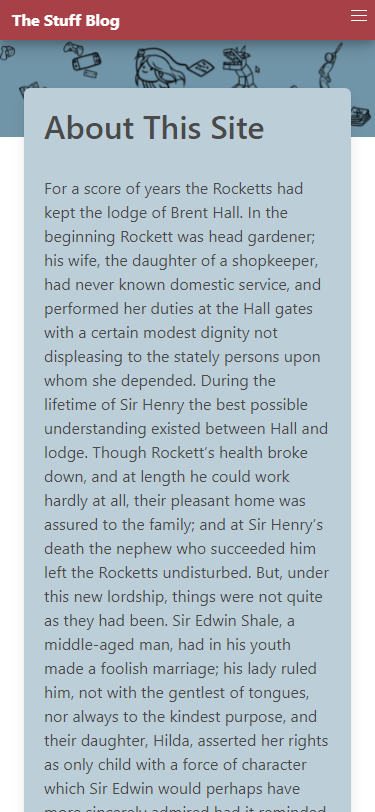 The Stuff Blog
About This Site
For a score of years the Rocketts had
kept the lodge of Brent Hall. In the
beginning Rockett was head gardener;
his wife, the daughter of a shopkeeper,
had never known domestic service, and
performed her duties at the Hall gates
with a certain modest dignity not
displeasing to the stately persons upon
whom she depended. During the
lifetime of Sir Henry the best possible
understanding existed between Hall and
lodge. Though Rockett’s health broke
down, and at length he could work
hardly at all, their pleasant home was
assured to the family; and at Sir Henry’s
death the nephew who succeeded him
left the Rocketts undisturbed. But, under
this new lordship, things were not quite
as they had been. Sir Edwin Shale, a
middle-aged man, had in his youth
made a foolish marriage; his lady ruled
him, not with the gentlest of tongues,
nor always to the kindest purpose, and
their daughter, Hilda, asserted her rights
as only child with a force of character
which Sir Edwin would perhaps have
more sincerely admired had it reminded